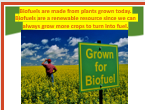 Biofuels are made from plants grown today.
Biofuels are a renewable resource since we can
always grow more crops to turn into fuel.
Grown
for
Biofuel